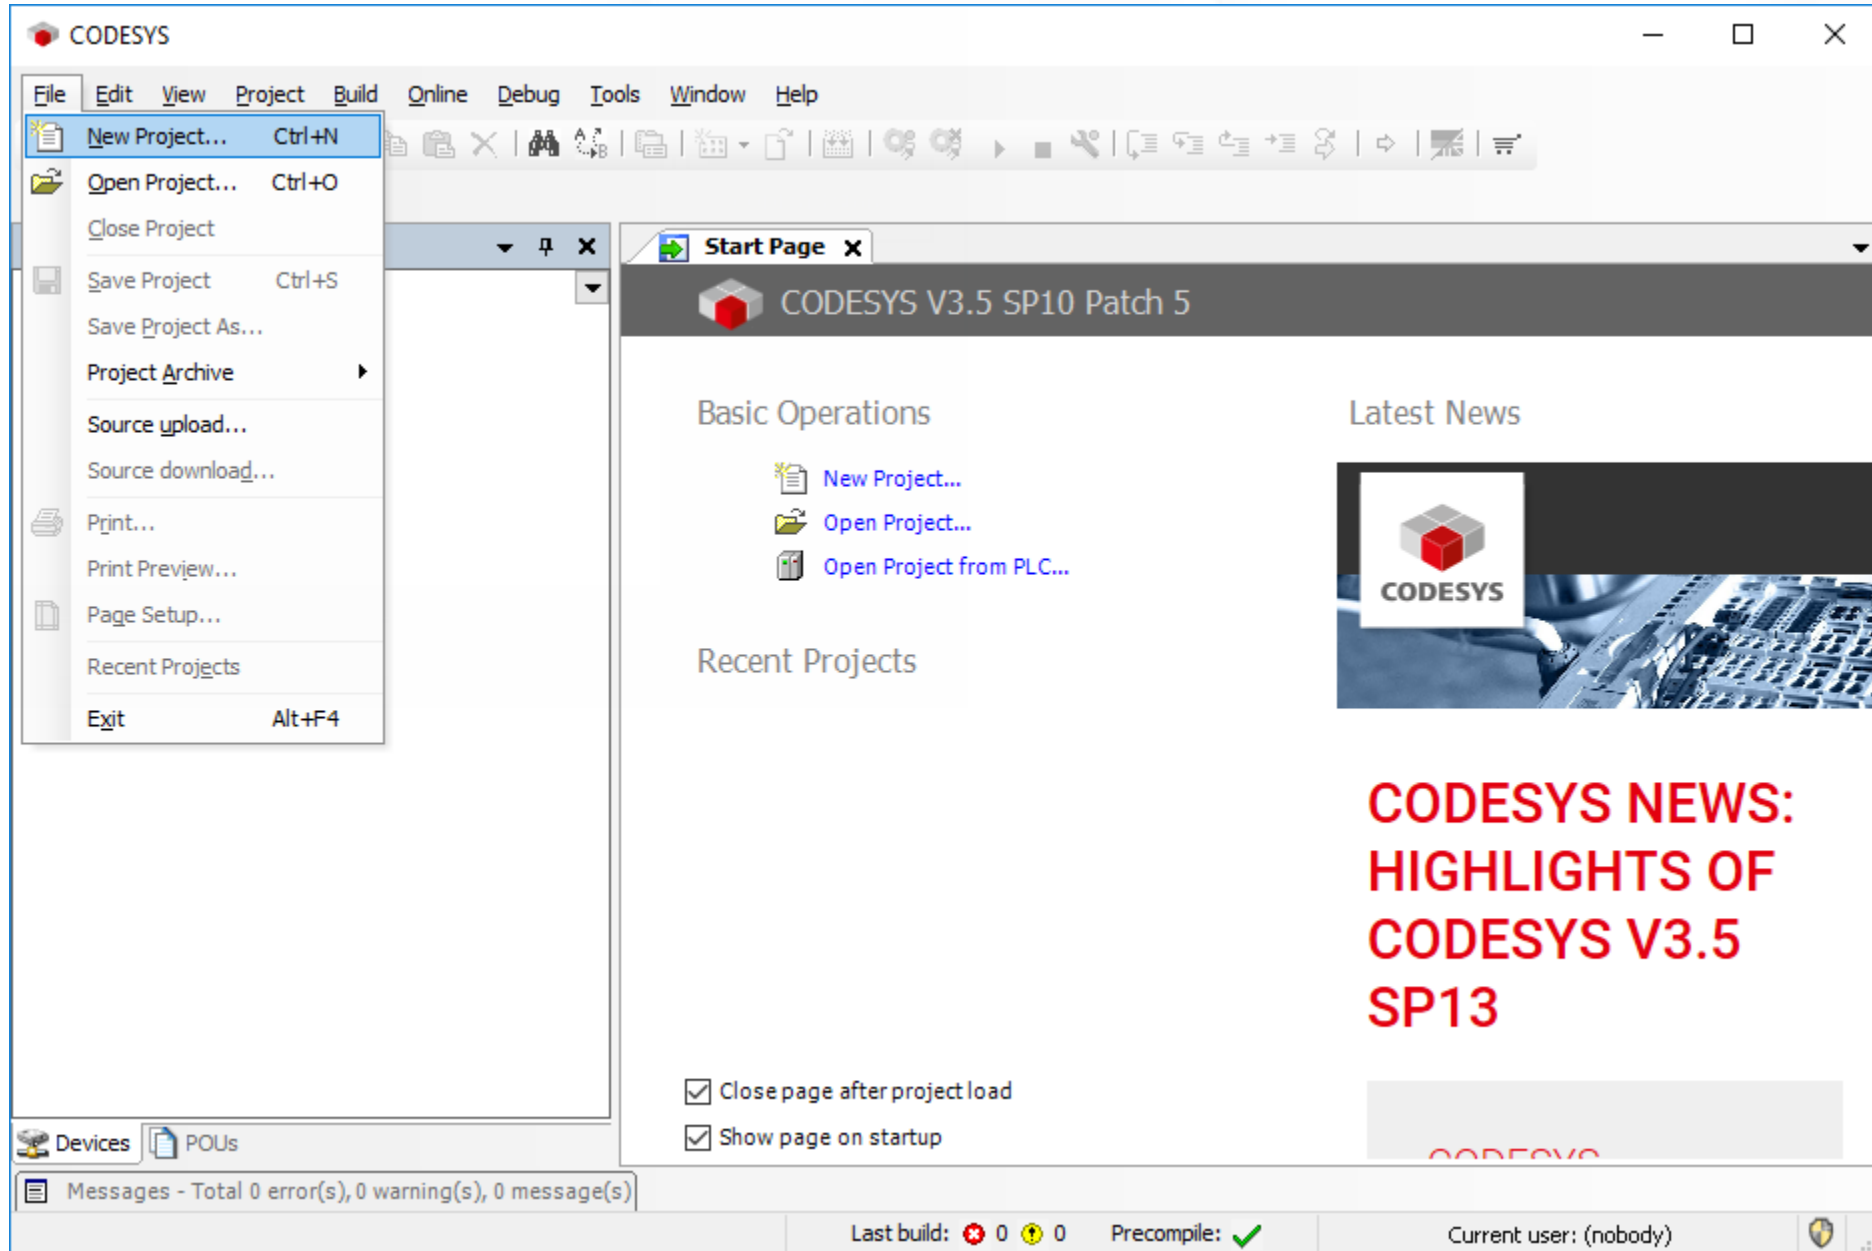 CODESYS
File Edit View Project Build Online Debug Tools Window Help
New Project... Ctrl+N
Open Project... Ctrl+O
Close Project
Save Project Ctrl+S
Save Project As...
Project Archive
Source upload...
Source download...
Print...
Print Preview...
Page Setup...
Recent Projects
Exit Alt+F4
Start Page
CODESYS V3.5 SP10 Patch 5
Basic Operations
New Project...
Open Project...
Open Project from PLC...
Recent Projects
Close page after project load
Show page on startup
Latest News
CODESYS
CODESYS NEWS:
HIGHLIGHTS OF
CODESYS V3.5
SP13
CODESYS
Devices POUs
Messages - Total 0 error(s), 0 warning(s), 0 message(s)
Last build: 0 0 Precompile: Current user: (nobody)